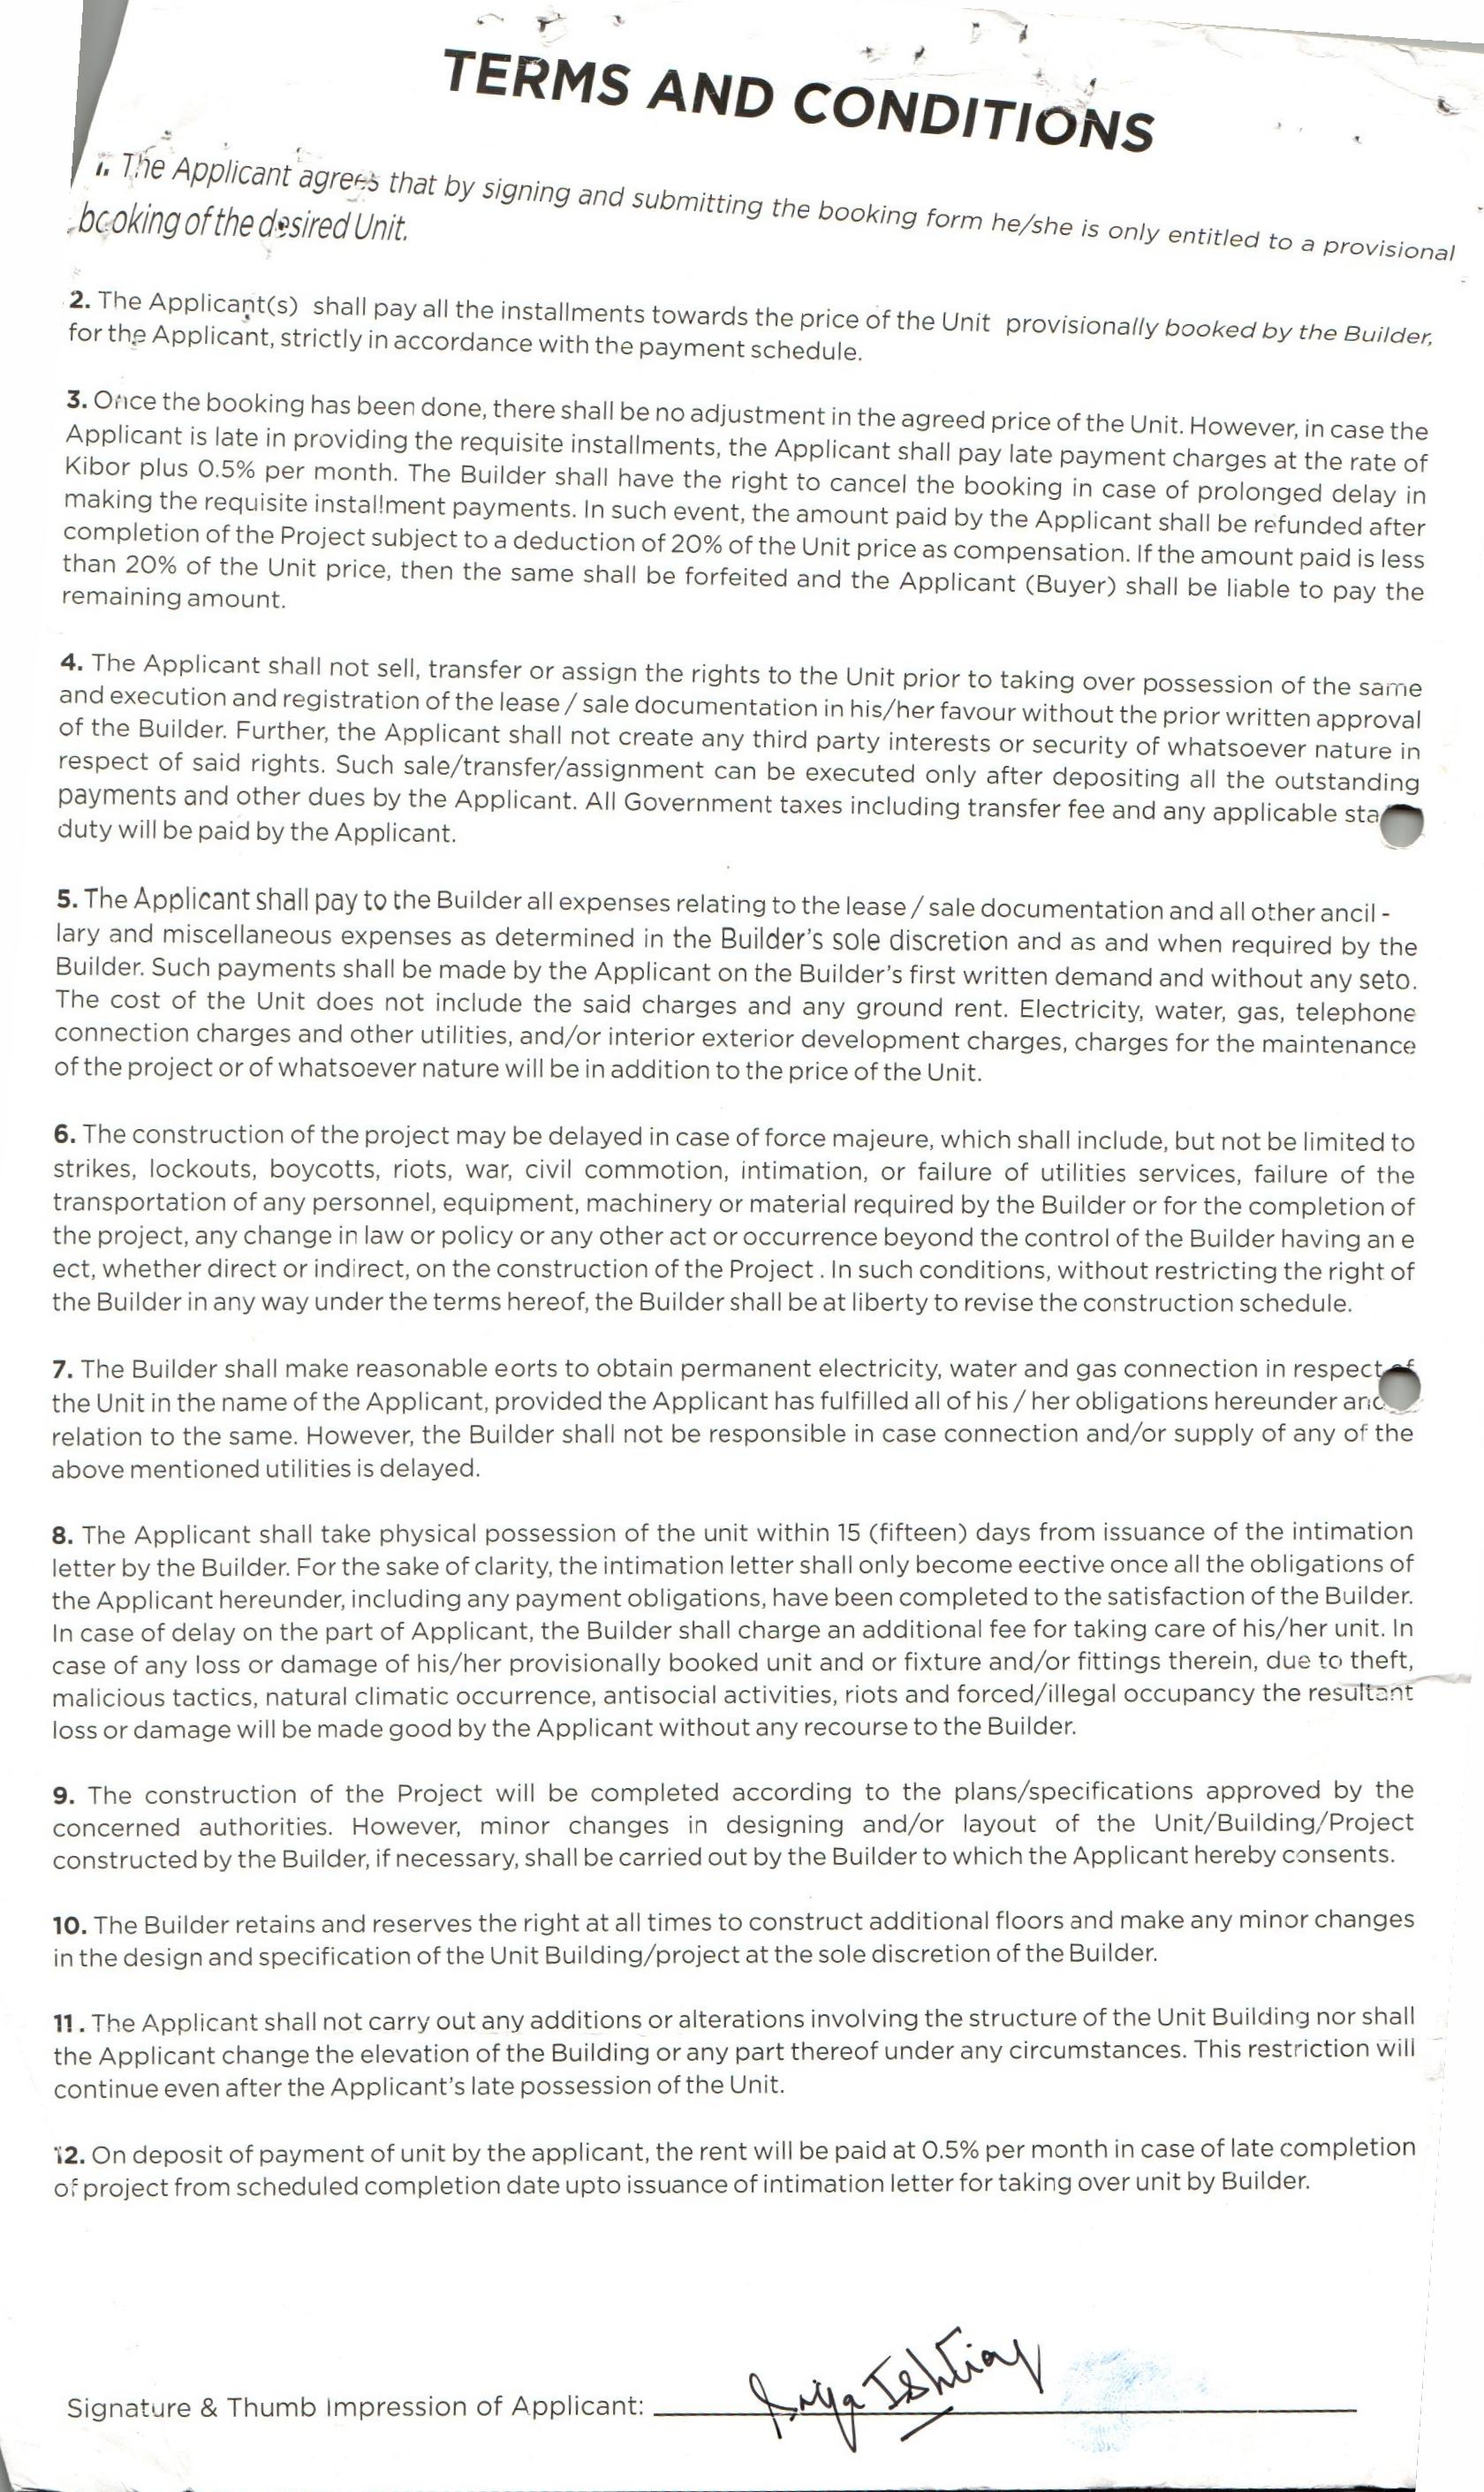 TERMS AND CONDITIONS
1. The Applicant agrees that by signing and submitting the booking form he/she is only entitled to a provisional
booking of the desired Unit.
2. The Applicant(s) shall pay all the installments towards the price of the Unit provisionally booked by the Builder,
for the Applicant, strictly in accordance with the payment schedule.
3. Once the booking has been done, there shall be no adjustment in the agreed price of the Unit. However, in case the
Applicant is late in providing the requisite installments, the Applicant shall pay late payment charges at the rate of
Kibor plus 0.5% per month. The Builder shall have the right to cancel the booking in case of prolonged delay in
making the requisite installment payments. In such event, the amount paid by the Applicant shall be refunded after
completion of the Project subject to a deduction of 20% of the Unit price as compensation. If the amount paid is less
than 20% of the Unit price, then the same shall be forfeited and the Applicant (Buyer) shall be liable to pay the
remaining amount.
4. The Applicant shall not sell, transfer or assign the rights to the Unit prior to taking over possession of the same
and execution and registration of the lease / sale documentation in his/her favour without the prior written approval
of the Builder. Further, the Applicant shall not create any third party interests or security of whatsoever nature in
respect of said rights. Such sale/transfer/assignment can be executed only after depositing all the outstanding
payments and other dues by the Applicant. All Government taxes including transfer fee and any applicable sta
duty will be paid by the Applicant.
5. The Applicant shall pay to the Builder all expenses relating to the lease / sale documentation and all other ancil -
lary and miscellaneous expenses as determined in the Builder's sole discretion and as and when required by the
Builder. Such payments shall be made by the Applicant on the Builder's first written demand and without any seto.
The cost of the Unit does not include the said charges and any ground rent. Electricity, water, gas, telephone
connection charges and other utilities, and/or interior exterior development charges, charges for the maintenance
of the project or of whatsoever nature will be in addition to the price of the Unit.
6. The construction of the project may be delayed in case of force majeure, which shall include, but not be limited to
strikes, lockouts, boycotts, riots, war, civil commotion, intimation, or failure of utilities services, failure of the
transportation of any personnel, equipment, machinery or material required by the Builder or for the completion of
the project, any change in law or policy or any other act or occurrence beyond the control of the Builder having an e
ect, whether direct or indirect, on the construction of the Project . In such conditions, without restricting the right of
the Builder in any way under the terms hereof, the Builder shall be at liberty to revise the construction schedule.
7. The Builder shall make reasonable eorts to obtain permanent electricity, water and gas connection in respect of
the Unit in the name of the Applicant, provided the Applicant has fulfilled all of his / her obligations hereunder and
relation to the same. However, the Builder shall not be responsible in case connection and/or supply of any of the
above mentioned utilities is delayed.
8. The Applicant shall take physical possession of the unit within 15 (fifteen) days from issuance of the intimation
letter by the Builder. For the sake of clarity, the intimation letter shall only become eective once all the obligations of
the Applicant hereunder, including any payment obligations, have been completed to the satisfaction of the Builder.
In case of delay on the part of Applicant, the Builder shall charge an additional fee for taking care of his/her unit. In
case of any loss or damage of his/her provisionally booked unit and or fixture and/or fittings therein, due to theft,
malicious tactics, natural climatic occurrence, antisocial activities, riots and forced/illegal occupancy the resultant
loss or damage will be made good by the Applicant without any recourse to the Builder.
9. The construction of the Project will be completed according to the plans/specifications approved by the
concerned authorities. However, minor changes in designing and/or layout of the Unit/Building/Project
constructed by the Builder, if necessary, shall be carried out by the Builder to which the Applicant hereby consents.
10. The Builder retains and reserves the right at all times to construct additional floors and make any minor changes
in the design and specification of the Unit Building/project at the sole discretion of the Builder.
11 . The Applicant shall not carry out any additions or alterations involving the structure of the Unit Building nor shall
the Applicant change the elevation of the Building or any part thereof under any circumstances. This restriction will
continue even after the Applicant's late possession of the Unit.
12. On deposit of payment of unit by the applicant, the rent will be paid at 0.5% per month in case of late completion
of project from scheduled completion date upto issuance of intimation letter for taking over unit by Builder.
Signature & Thumb Impression of Applicant: